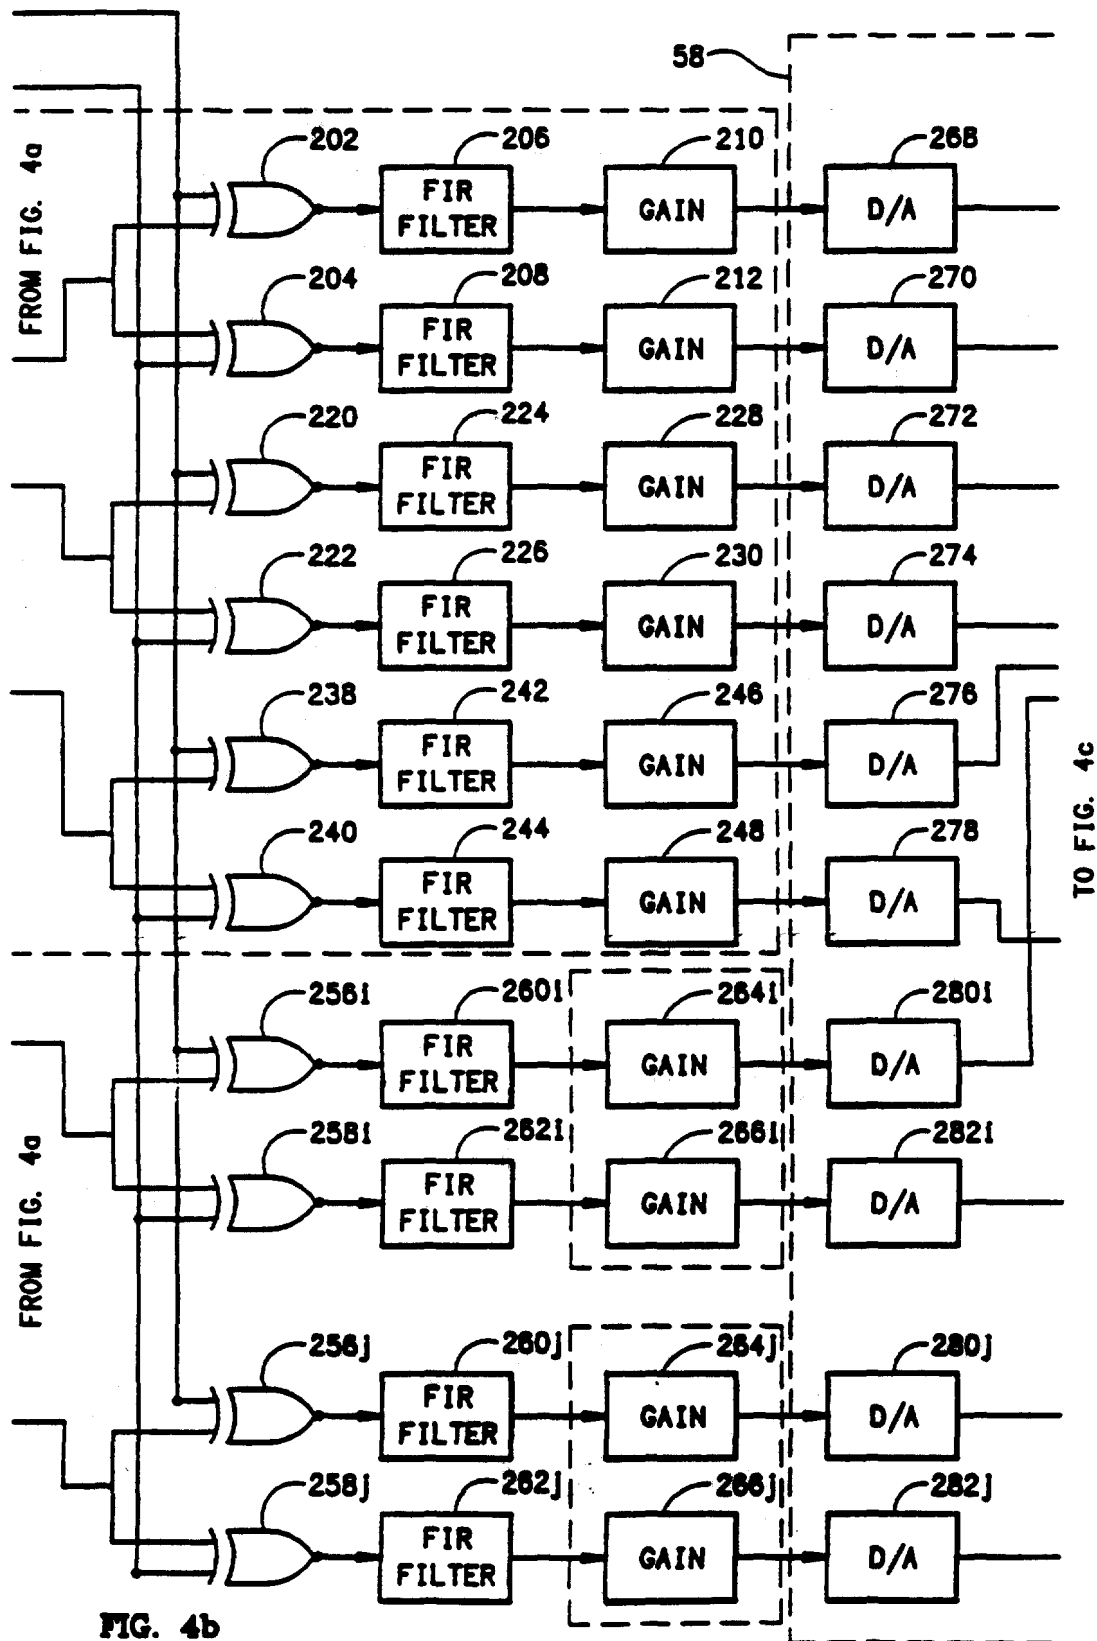 58
202 206 210 268
FIR
FILTER GAIN D/A
204 208 212 270
FIR
FILTER GAIN D/A
220 224 228 272
FIR
FILTER GAIN D/A
222 226 230 274
FIR
FILTER GAIN D/A
238 242 246 276
FIR
FILTER GAIN D/A
240 244 248 278
FIR
FILTER GAIN D/A
256i 260i 264i 280i
FIR
FILTER GAIN D/A
258i 262i 266i 282i
FIR
FILTER GAIN D/A
256j 260j 264j 280j
FIR
FILTER GAIN D/A
258j 262j 266j 282j
FIR
FILTER GAIN D/A
FROM FIG. 4a
FROM FIG. 4a
TO FIG. 4c
FIG. 4b